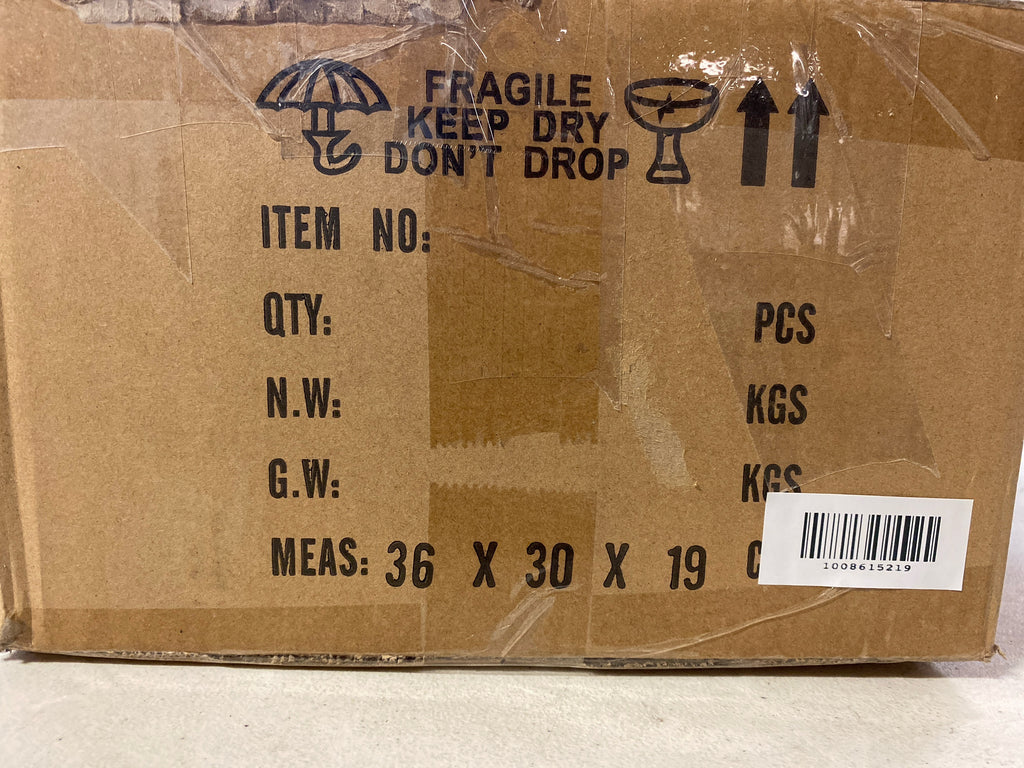 FRAGILE
KEEP DRY
DON'T DROP
ITEM NO:
QTY: PCS
N.W: KGS
G.W: KGS
MEAS: 36 X 30 X 19 C
1008615219